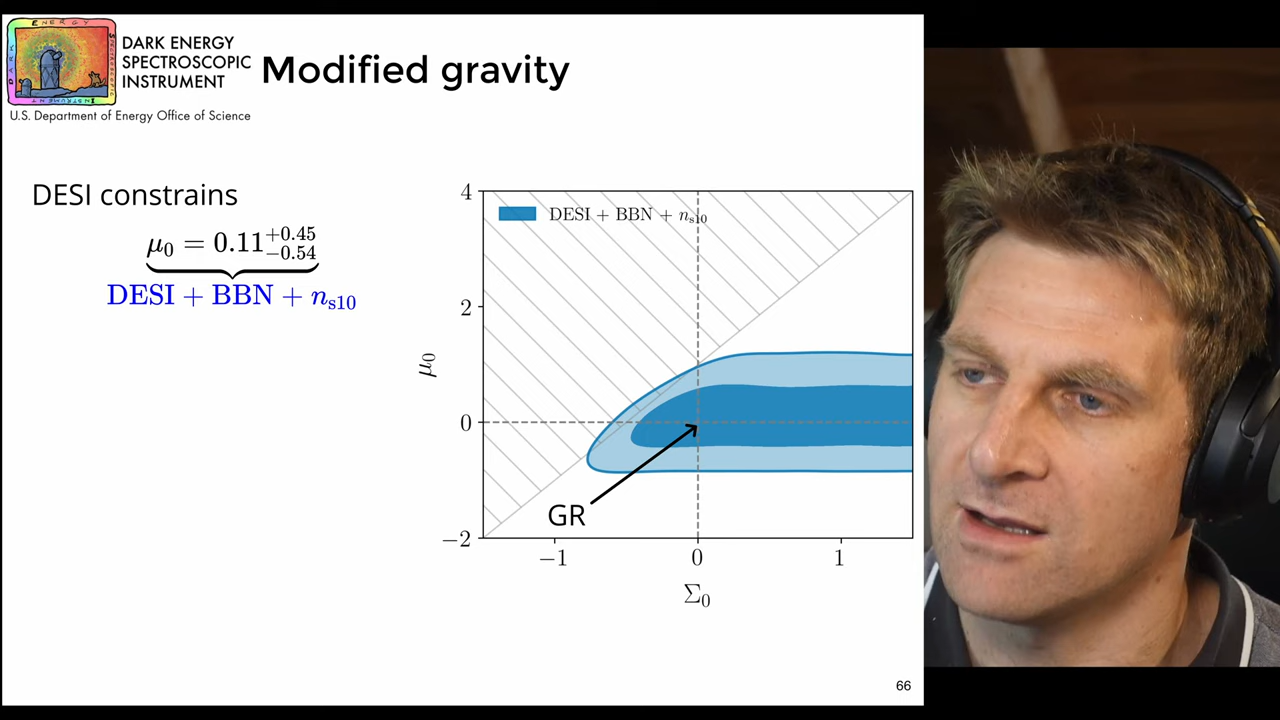 DARK ENERGY
SPECTROSCOPIC
INSTRUMENT
U.S. Department of Energy Office of Science
Modified gravity
DESI constrains
μ₀ = 0.11 +0.45 −0.54
DESI + BBN + nₛ₁₀
DESI + BBN + nₛ₁₀
4
2
0
−2
μ₀
GR
−1
0
1
Σ₀
66